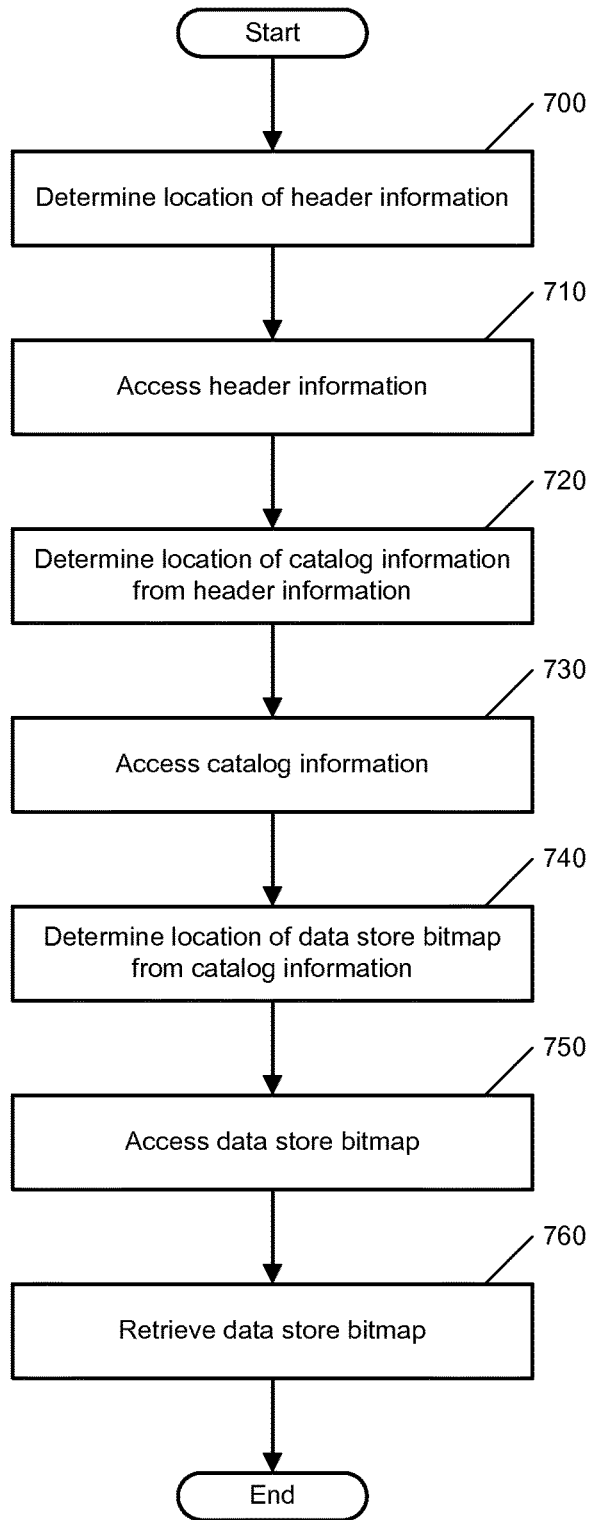 Start
700
Determine location of header information
710
Access header information
720
Determine location of catalog information
from header information
730
Access catalog information
740
Determine location of data store bitmap
from catalog information
750
Access data store bitmap
760
Retrieve data store bitmap
End